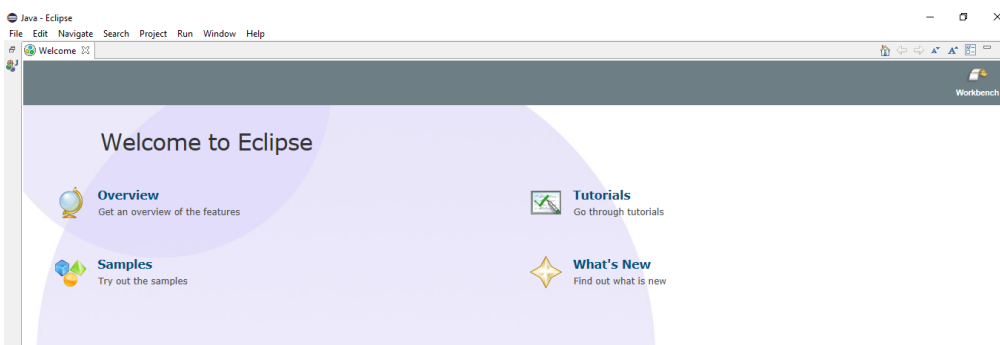 Java - Eclipse
File Edit Navigate Search Project Run Window Help
Welcome
Workbench
Welcome to Eclipse
Overview
Get an overview of the features
Tutorials
Go through tutorials
Samples
Try out the samples
What's New
Find out what is new